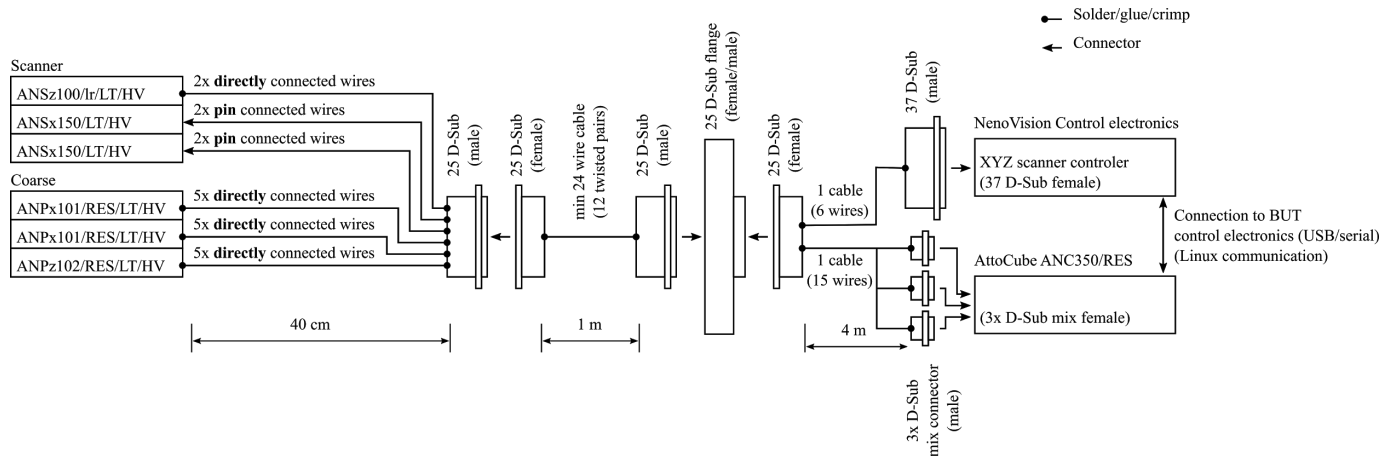 Solder/glue/crimp
Connector
Scanner
ANSz100/lr/LT/HV
ANSx150/LT/HV
ANSx150/LT/HV
2x directly connected wires
2x pin connected wires
2x pin connected wires
Coarse
ANPx101/RES/LT/HV
ANPx101/RES/LT/HV
ANPz102/RES/LT/HV
5x directly connected wires
5x directly connected wires
5x directly connected wires
40 cm
25 D-Sub
(male)
25 D-Sub
(female)
min 24 wire cable
(12 twisted pairs)
1 m
25 D-Sub
(male)
25 D-Sub flange
(female/male)
25 D-Sub
(female)
1 cable
(6 wires)
1 cable
(15 wires)
4 m
37 D-Sub
(male)
3x D-Sub
mix connector
(male)
NenoVision Control electronics
XYZ scanner controler
(37 D-Sub female)
Connection to BUT
control electronics (USB/serial)
(Linux communication)
AttoCube ANC350/RES
(3x D-Sub mix female)